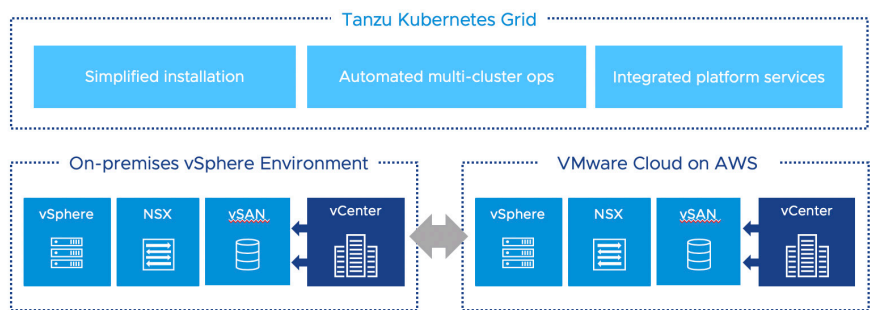 Tanzu Kubernetes Grid
Simplified installation
Automated multi-cluster ops
Integrated platform services
On-premises vSphere Environment
vSphere
NSX
vSAN
vCenter
VMware Cloud on AWS
vSphere
NSX
vSAN
vCenter